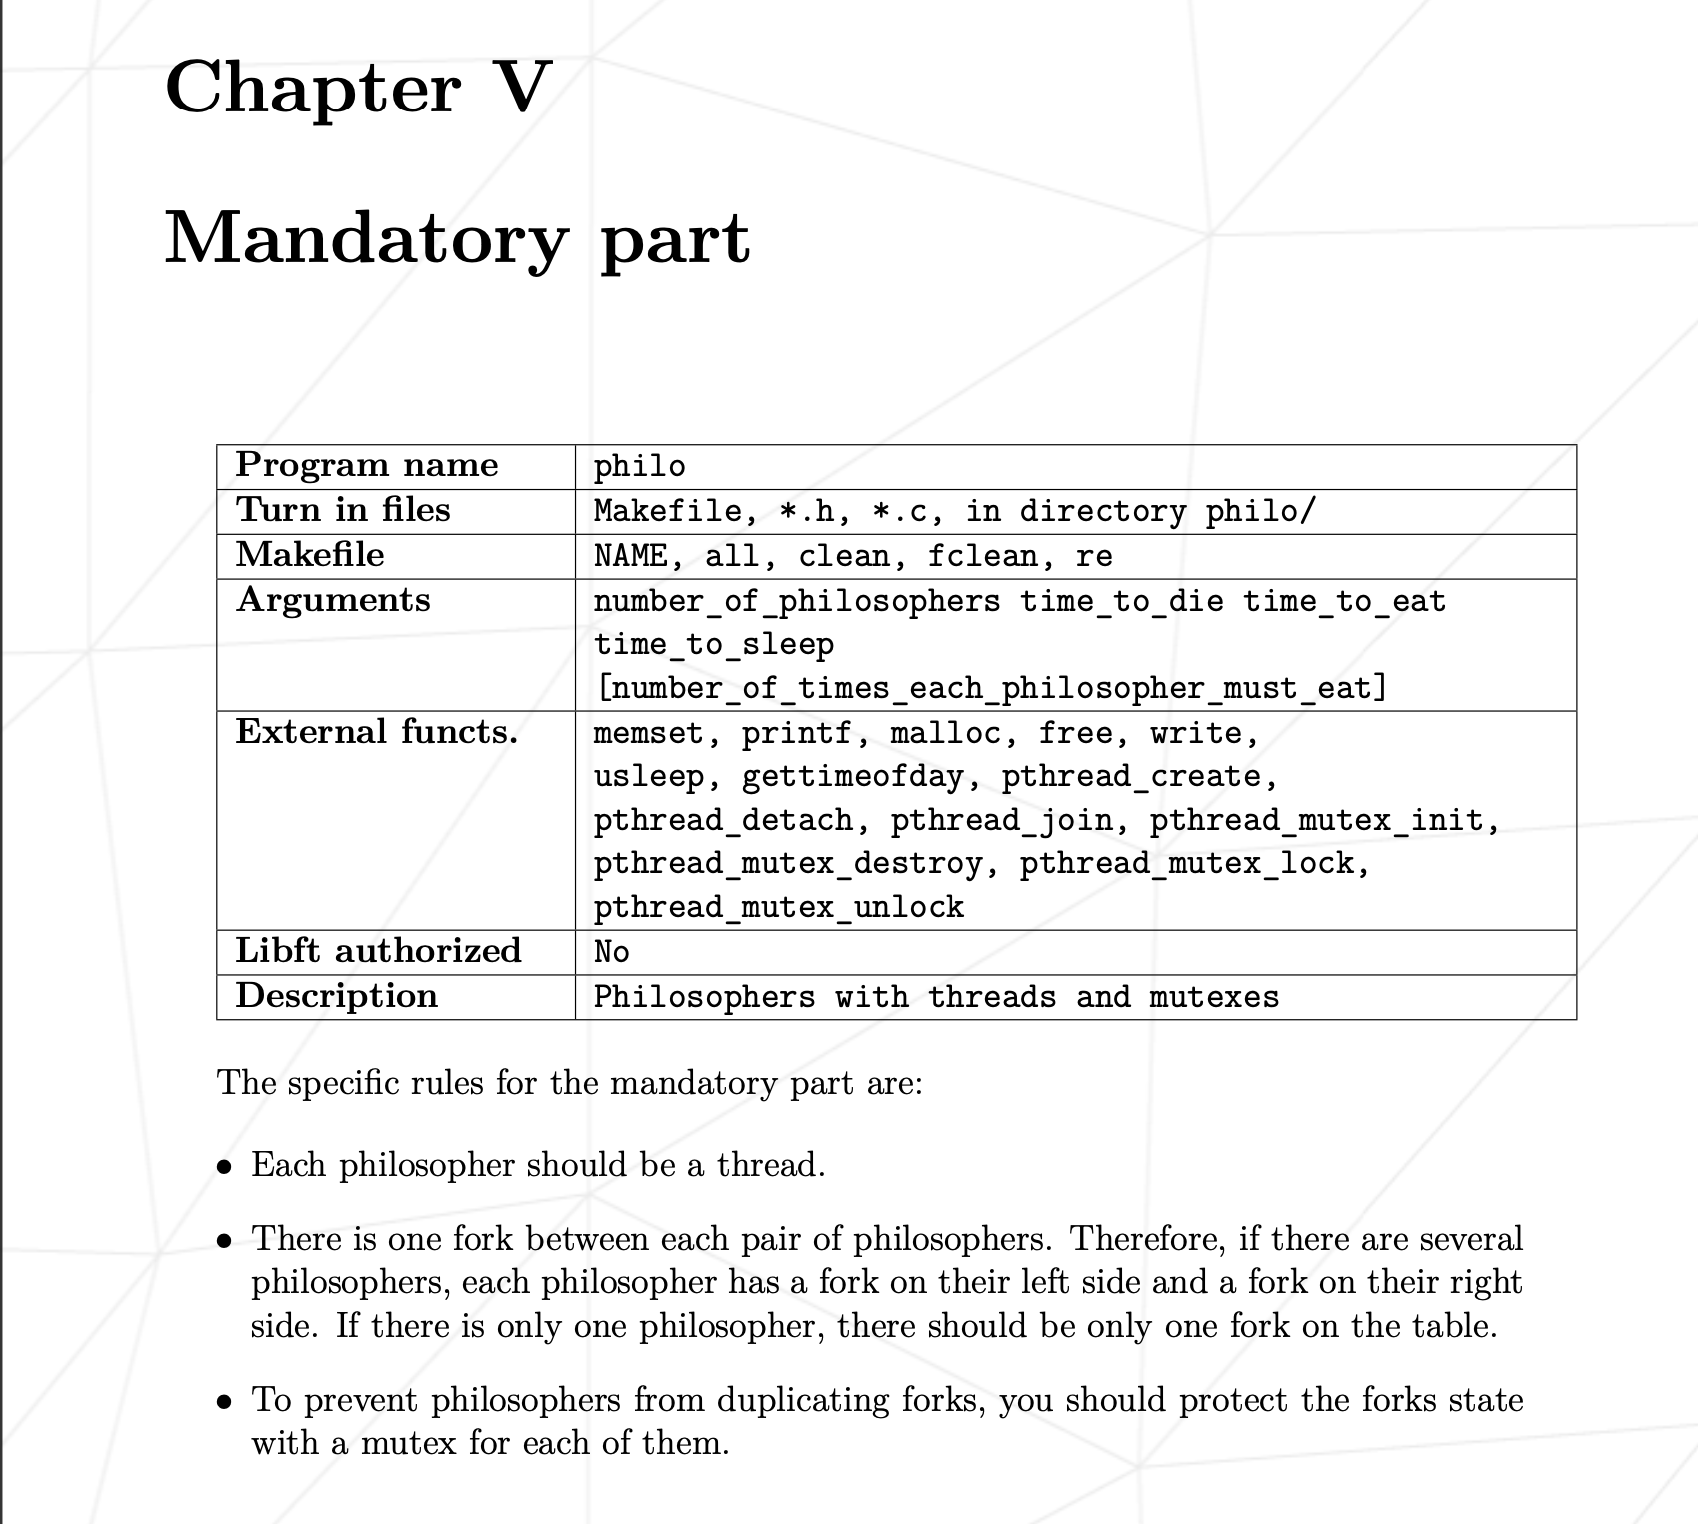 Chapter V
Mandatory part
Program name philo
Turn in files Makefile, *.h, *.c, in directory philo/
Makefile NAME, all, clean, fclean, re
Arguments number_of_philosophers time_to_die time_to_eat
time_to_sleep
[number_of_times_each_philosopher_must_eat]
External functs. memset, printf, malloc, free, write,
usleep, gettimeofday, pthread_create,
pthread_detach, pthread_join, pthread_mutex_init,
pthread_mutex_destroy, pthread_mutex_lock,
pthread_mutex_unlock
Libft authorized No
Description Philosophers with threads and mutexes
The specific rules for the mandatory part are:
• Each philosopher should be a thread.
• There is one fork between each pair of philosophers. Therefore, if there are several
philosophers, each philosopher has a fork on their left side and a fork on their right
side. If there is only one philosopher, there should be only one fork on the table.
• To prevent philosophers from duplicating forks, you should protect the forks state
with a mutex for each of them.